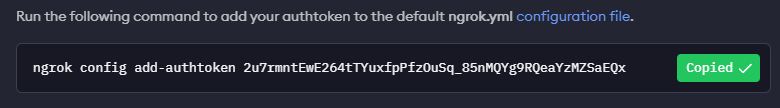 Run the following command to add your authtoken to the default ngrok.yml configuration file.
ngrok config add-authtoken 2u7rmntEwE264tTYuxfpPfzOuSq_85nMQYg9RQeaYzMZSaEQx
Copied